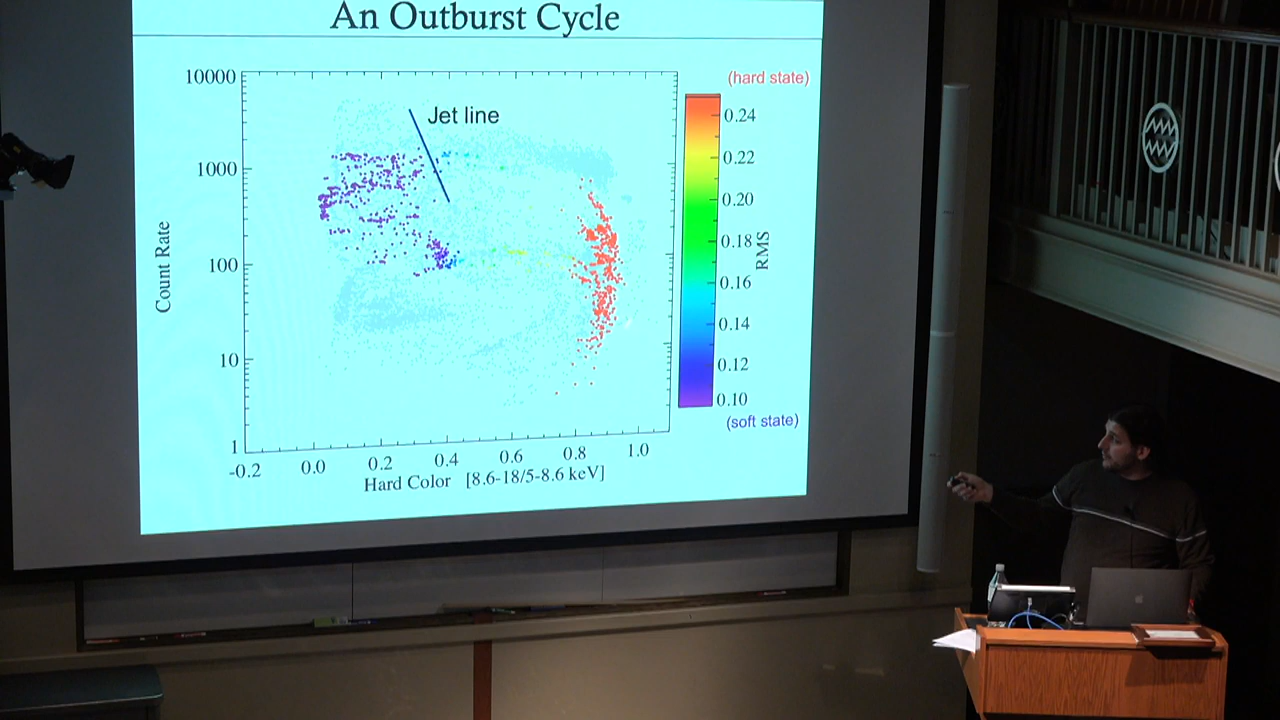 An Outburst Cycle
(hard state)
10000
Jet line
0.24
1000
0.22
0.20
0.18
RMS
Count Rate
100
0.16
0.14
10
0.12
0.10
(soft state)
1
-0.2 0.0 0.2 0.4 0.6 0.8 1.0
Hard Color [8.6-18/5-8.6 keV]